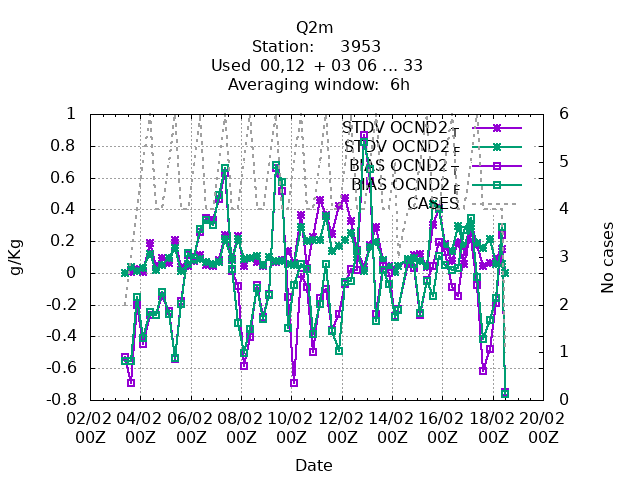 Q2m
Station: 3953
Used 00,12 + 03 06 ... 33
Averaging window: 6h
g/Kg
1
0.8
0.6
0.4
0.2
0
-0.2
-0.4
-0.6
-0.8
STDV OCND2_T
STDV OCND2_F
BIAS OCND2_T
BIAS OCND2_F
CASES
6
5
4
3
2
1
0
No cases
02/02 04/02 06/02 08/02 10/02 12/02 14/02 16/02 18/02 20/02
00Z 00Z 00Z 00Z 00Z 00Z 00Z 00Z 00Z 00Z
Date